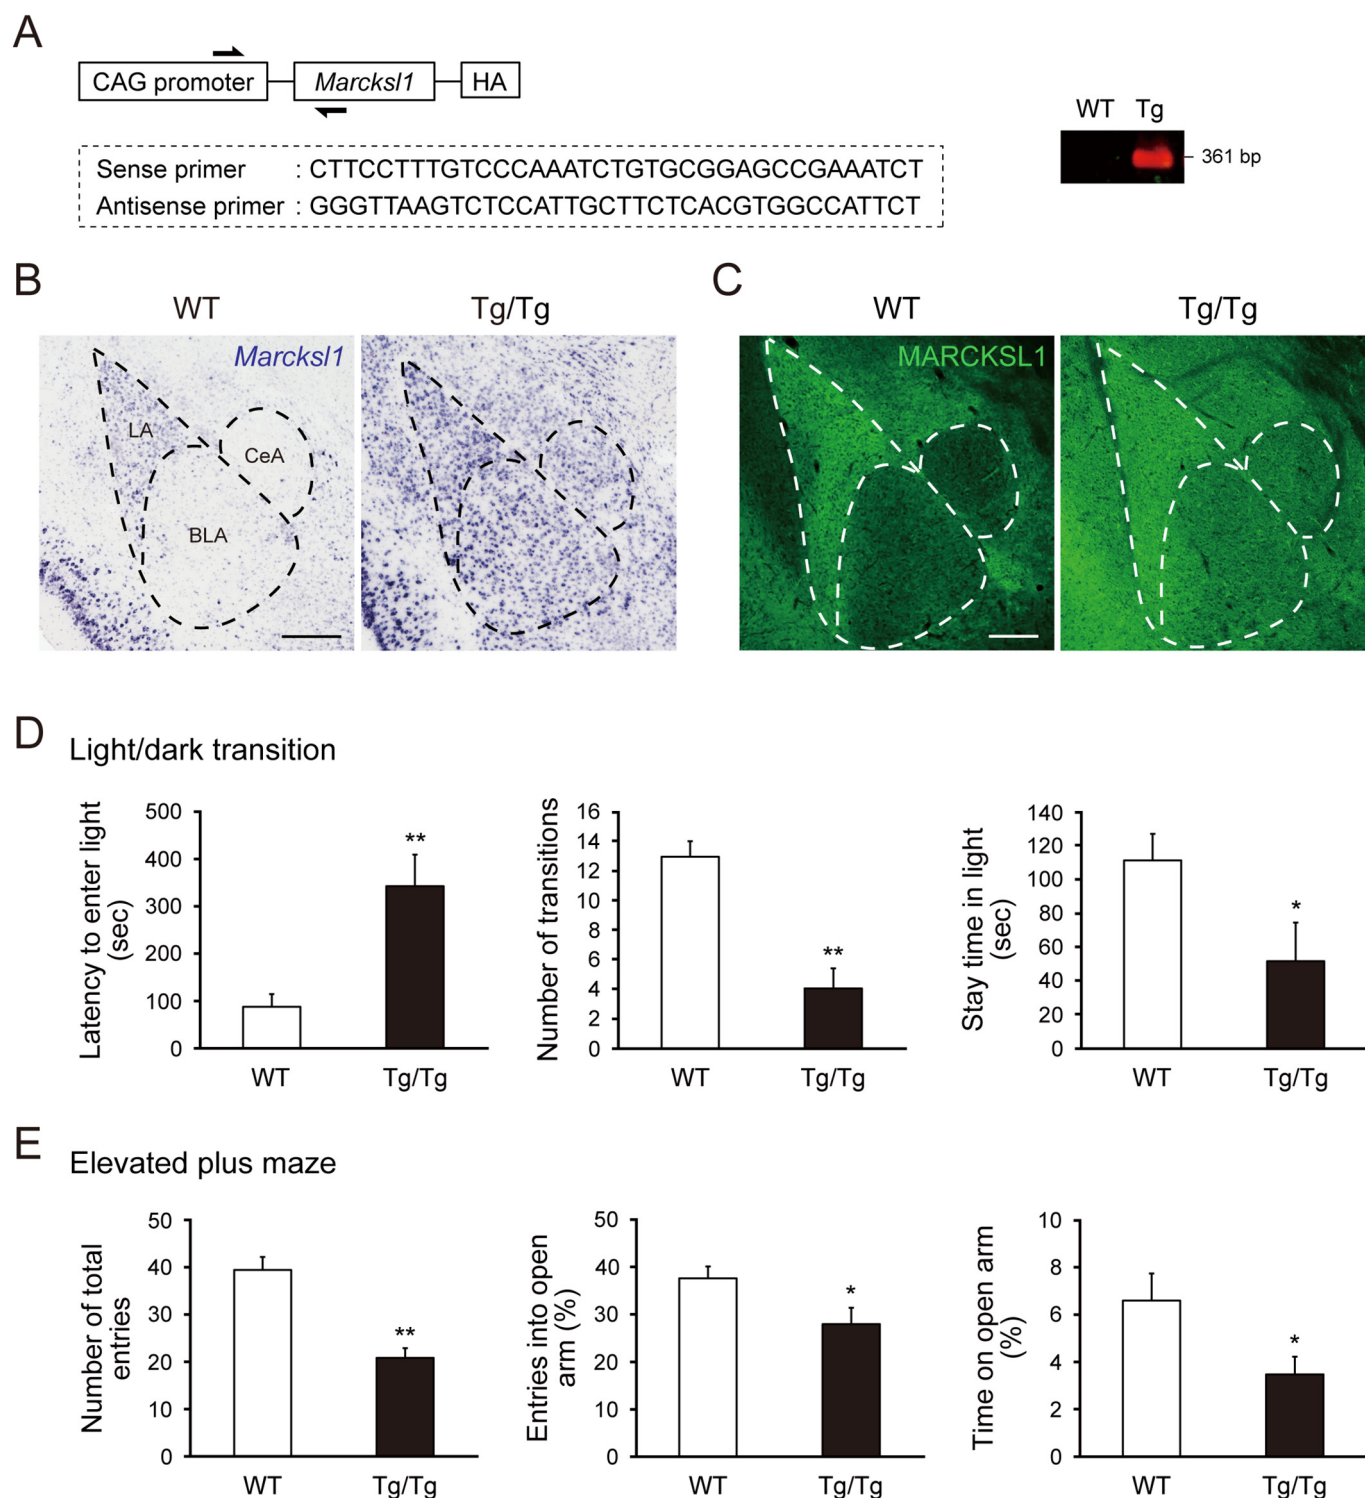 A
CAG promoter
Marcksl1
HA
Sense primer : CTTCCTTTGTCCCAAATCTGTGCGGAGCCGAAATCT
Antisense primer : GGGTTAAGTCTCCATTGCTTCTCACGTGGCCATTCT
WT Tg
361 bp
B
WT
Tg/Tg
Marcksl1
LA
CeA
BLA
C
WT
Tg/Tg
MARCKSL1
D
Light/dark transition
Latency to enter light
(sec)
500
400
300
200
100
0
**
WT
Tg/Tg
Number of transitions
16
14
12
10
8
6
4
2
0
**
WT
Tg/Tg
Stay time in light
(sec)
140
120
100
80
60
40
20
0
*
WT
Tg/Tg
E
Elevated plus maze
Number of total
entries
50
40
30
20
10
0
**
WT
Tg/Tg
Entries into open
arm (%)
50
40
30
20
10
0
*
WT
Tg/Tg
Time on open arm
(%)
10
8
6
4
2
0
*
WT
Tg/Tg